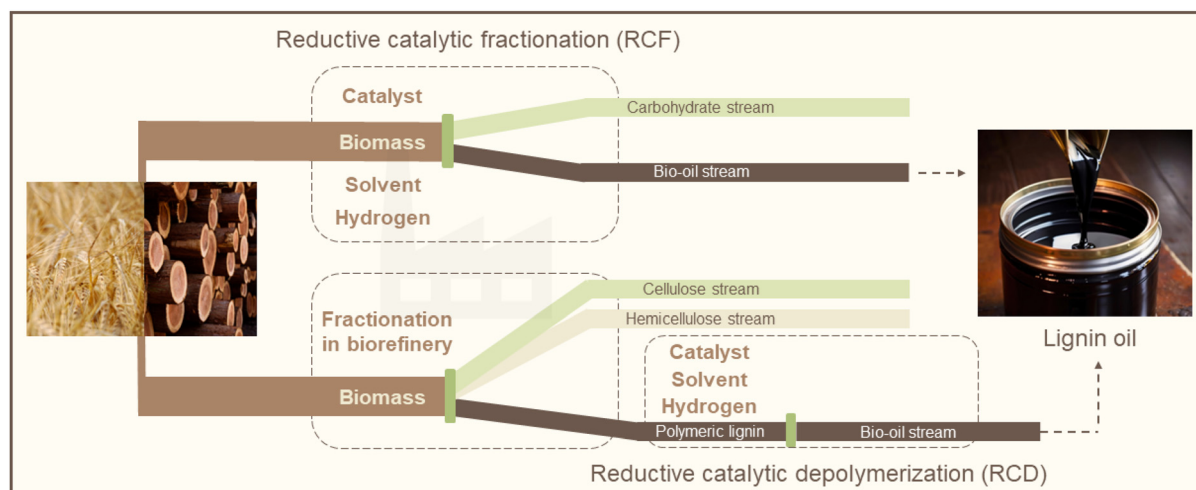 Reductive catalytic fractionation (RCF)
Catalyst
Biomass
Solvent
Hydrogen
Carbohydrate stream
Bio-oil stream
Lignin oil
Fractionation
in biorefinery
Biomass
Cellulose stream
Hemicellulose stream
Catalyst
Solvent
Hydrogen
Polymeric lignin
Bio-oil stream
Reductive catalytic depolymerization (RCD)